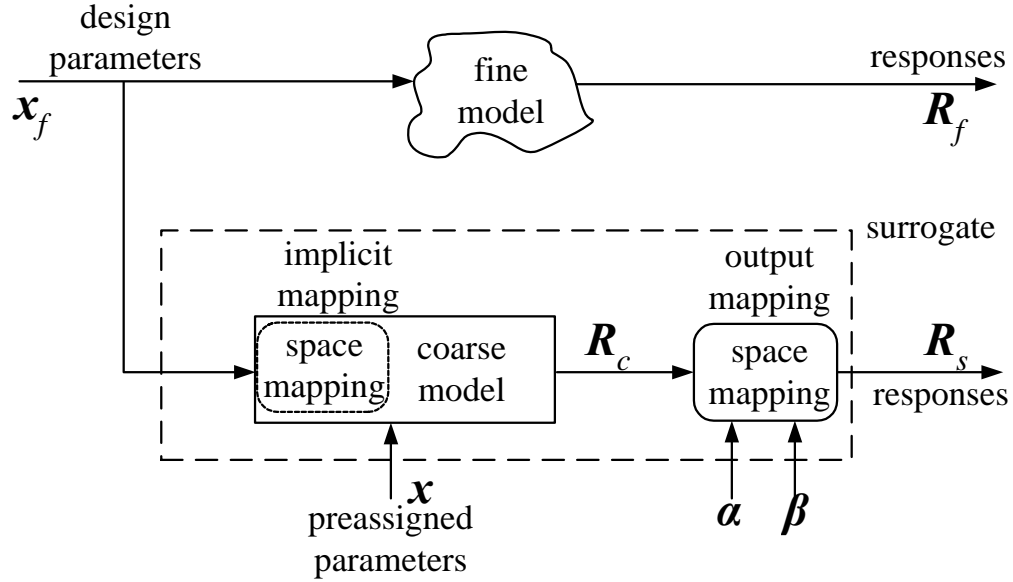 design
parameters
x_f
fine
model
responses
R_f
surrogate
implicit
mapping
space
mapping
coarse
model
R_c
output
mapping
space
mapping
R_s
responses
x
preassigned
parameters
α
β